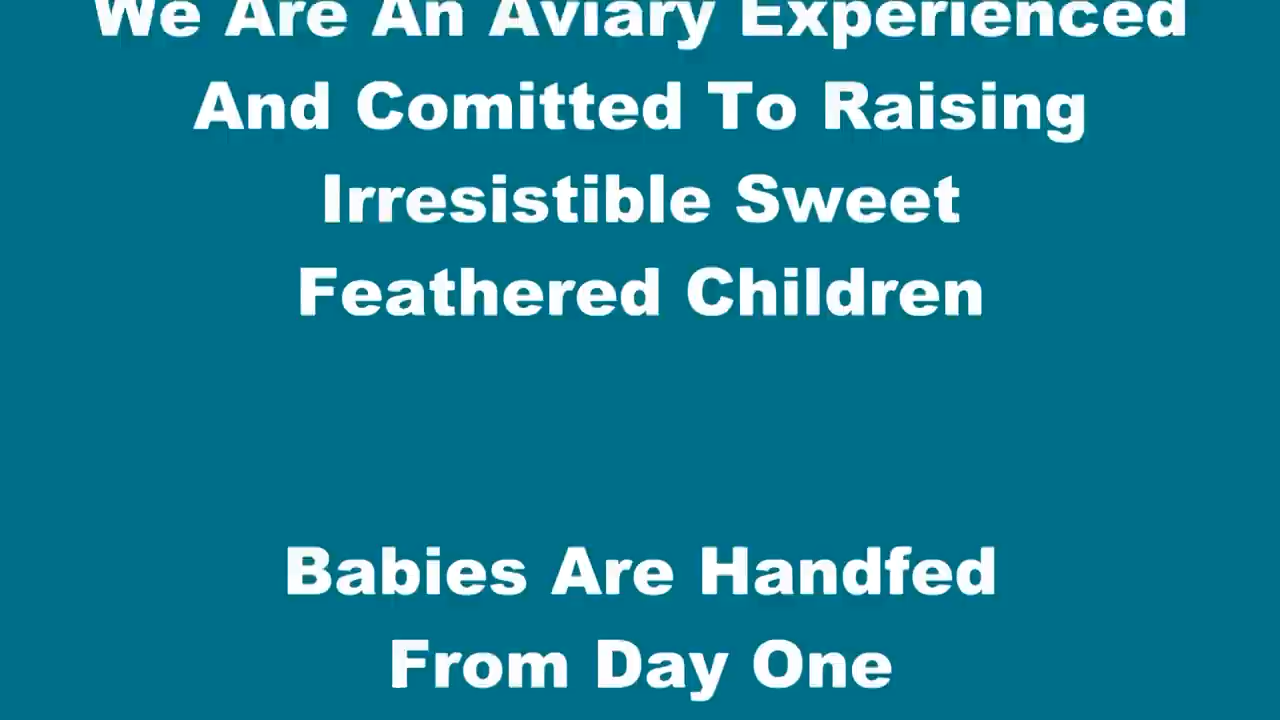 We Are An Aviary Experienced
And Comitted To Raising
Irresistible Sweet
Feathered Children
Babies Are Handfed
From Day One